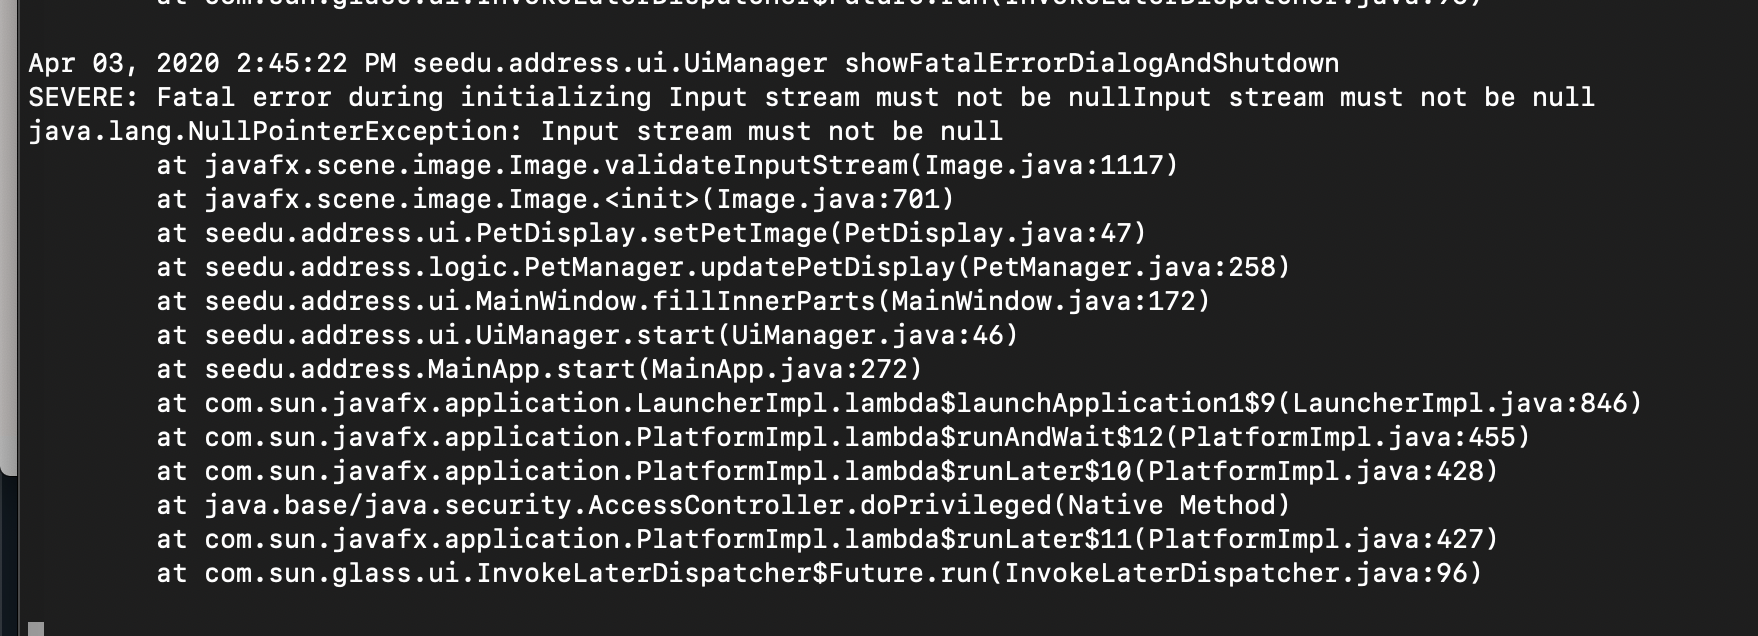 at com.sun.glass.ui.InvokeLaterDispatcher$Future.run(InvokeLaterDispatcher.java:96)
Apr 03, 2020 2:45:22 PM seedu.address.ui.UiManager showFatalErrorDialogAndShutdown
SEVERE: Fatal error during initializing Input stream must not be nullInput stream must not be null
java.lang.NullPointerException: Input stream must not be null
at javafx.scene.image.Image.validateInputStream(Image.java:1117)
at javafx.scene.image.Image.<init>(Image.java:701)
at seedu.address.ui.PetDisplay.setPetImage(PetDisplay.java:47)
at seedu.address.logic.PetManager.updatePetDisplay(PetManager.java:258)
at seedu.address.ui.MainWindow.fillInnerParts(MainWindow.java:172)
at seedu.address.ui.UiManager.start(UiManager.java:46)
at seedu.address.MainApp.start(MainApp.java:272)
at com.sun.javafx.application.LauncherImpl.lambda$launchApplication1$9(LauncherImpl.java:846)
at com.sun.javafx.application.PlatformImpl.lambda$runAndWait$12(PlatformImpl.java:455)
at com.sun.javafx.application.PlatformImpl.lambda$runLater$10(PlatformImpl.java:428)
at java.base/java.security.AccessController.doPrivileged(Native Method)
at com.sun.javafx.application.PlatformImpl.lambda$runLater$11(PlatformImpl.java:427)
at com.sun.glass.ui.InvokeLaterDispatcher$Future.run(InvokeLaterDispatcher.java:96)